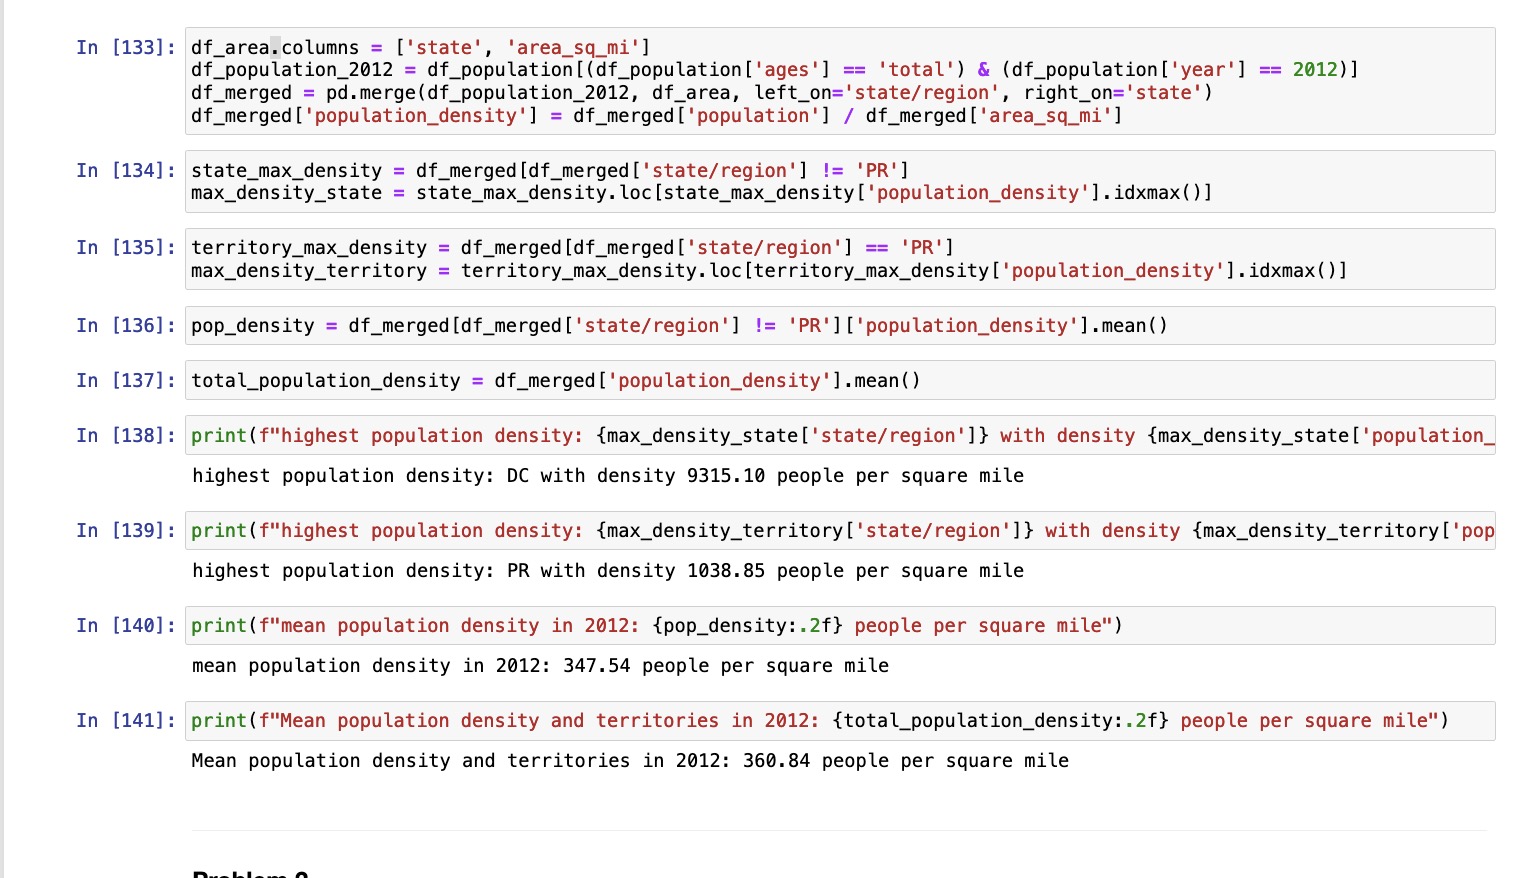 In [133]: df_area.columns = ['state', 'area_sq_mi']
df_population_2012 = df_population[(df_population['ages'] == 'total') & (df_population['year'] == 2012)]
df_merged = pd.merge(df_population_2012, df_area, left_on='state/region', right_on='state')
df_merged['population_density'] = df_merged['population'] / df_merged['area_sq_mi']
In [134]: state_max_density = df_merged[df_merged['state/region'] != 'PR']
max_density_state = state_max_density.loc[state_max_density['population_density'].idxmax()]
In [135]: territory_max_density = df_merged[df_merged['state/region'] == 'PR']
max_density_territory = territory_max_density.loc[territory_max_density['population_density'].idxmax()]
In [136]: pop_density = df_merged[df_merged['state/region'] != 'PR']['population_density'].mean()
In [137]: total_population_density = df_merged['population_density'].mean()
In [138]: print(f"highest population density: {max_density_state['state/region']} with density {max_density_state['population_
highest population density: DC with density 9315.10 people per square mile
In [139]: print(f"highest population density: {max_density_territory['state/region']} with density {max_density_territory['pop
highest population density: PR with density 1038.85 people per square mile
In [140]: print(f"mean population density in 2012: {pop_density:.2f} people per square mile")
mean population density in 2012: 347.54 people per square mile
In [141]: print(f"Mean population density and territories in 2012: {total_population_density:.2f} people per square mile")
Mean population density and territories in 2012: 360.84 people per square mile
Problem